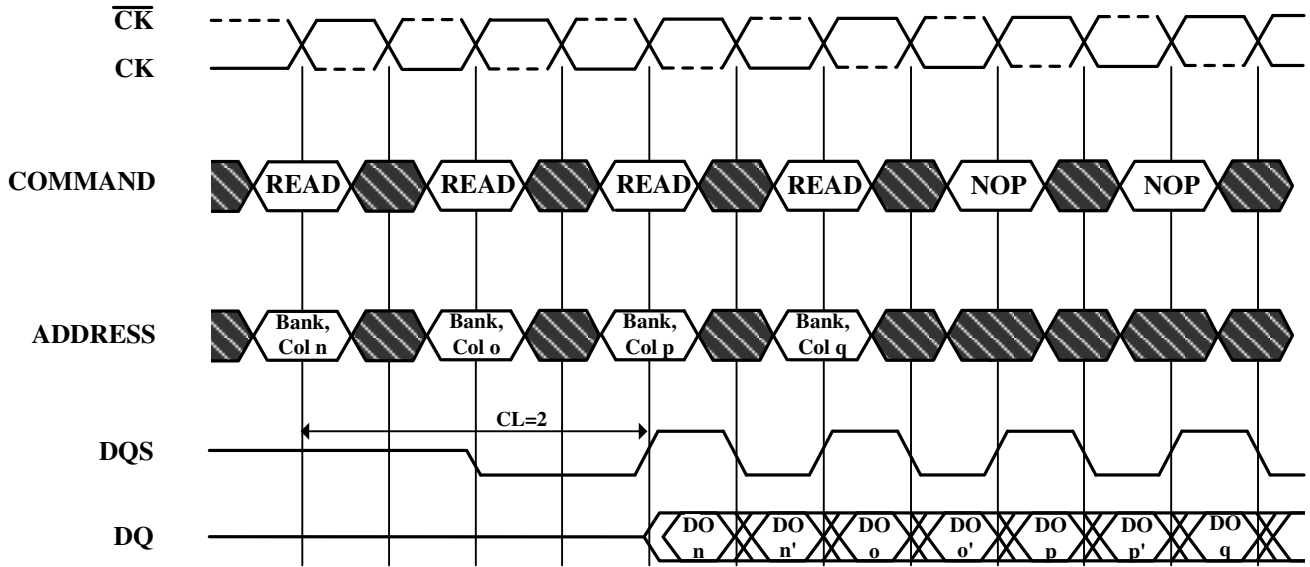 CK
CK
COMMAND
READ
READ
READ
READ
NOP
NOP
ADDRESS
Bank,
Col n
Bank,
Col o
Bank,
Col p
Bank,
Col q
CL=2
DQS
DQ
DO
n
DO
n'
DO
o
DO
o'
DO
p
DO
p'
DO
q